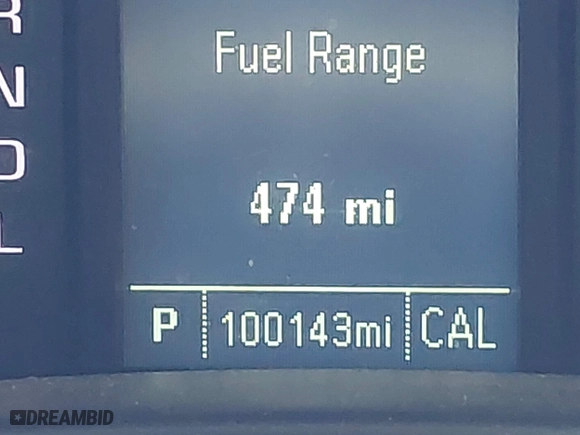 R
N
D
L
Fuel Range
474 mi
P 100143mi CAL
DREAMBID